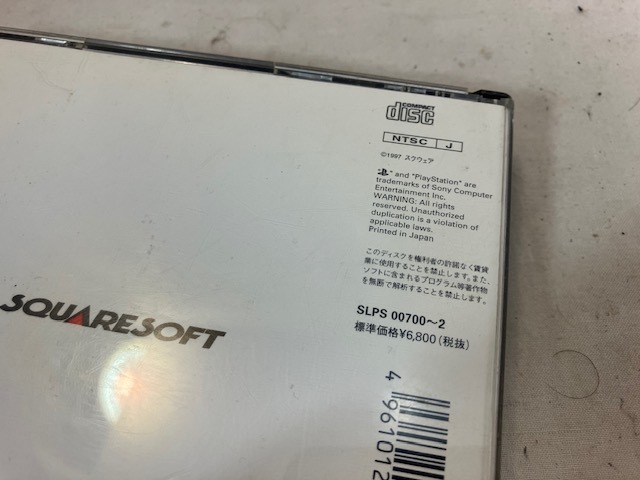 COMPACT
disc
NTSC J
©1997 スクウェア
" and "PlayStation" are
trademarks of Sony Computer
Entertainment Inc.
WARNING: All rights
reserved. Unauthorized
duplication is a violation of
applicable laws.
Printed in Japan
このディスクを権利者の許諾なく賃貸
業に使用することを禁止します。また、
ソフトに含まれるプログラム等著作物
を無断で解析することを禁止します。
SQUARESOFT
SLPS 00700〜2
標準価格¥6,800(税抜)
4 961012